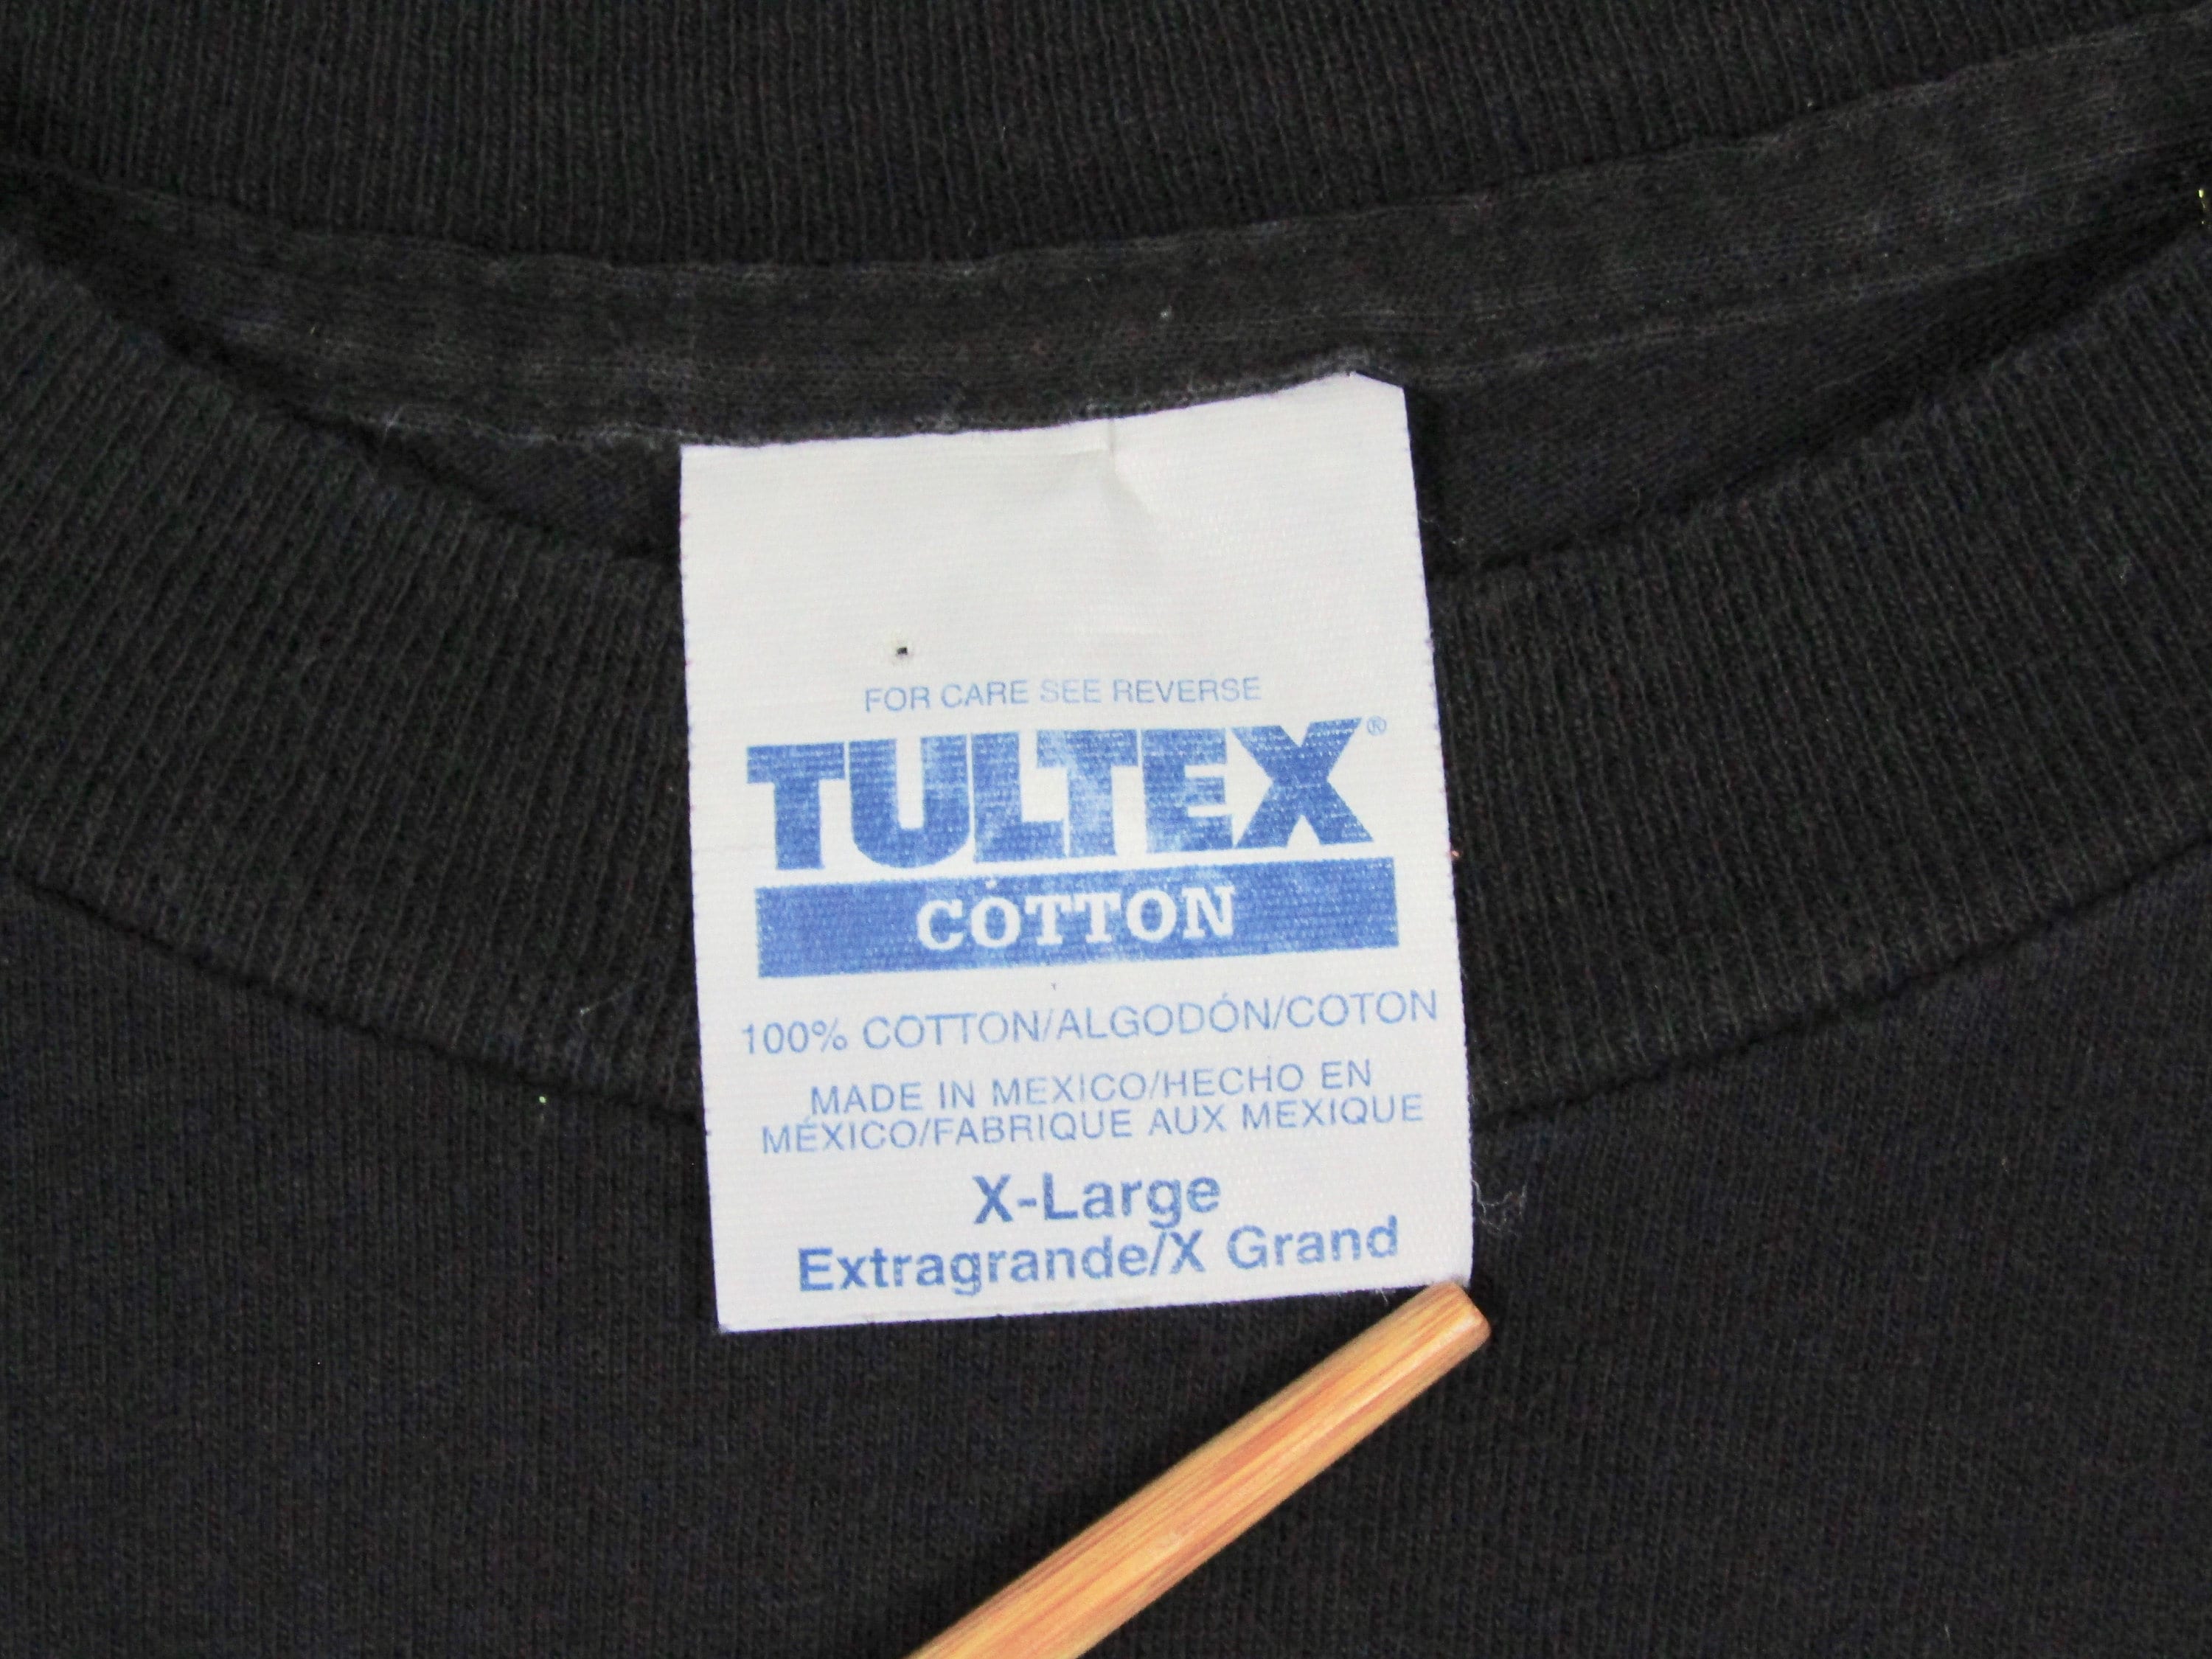 FOR CARE SEE REVERSE
TULTEX®
COTTON
100% COTTON/ALGODÓN/COTON
MADE IN MEXICO/HECHO EN
MÉXICO/FABRIQUE AUX MEXIQUE
X-Large
Extragrande/X Grand